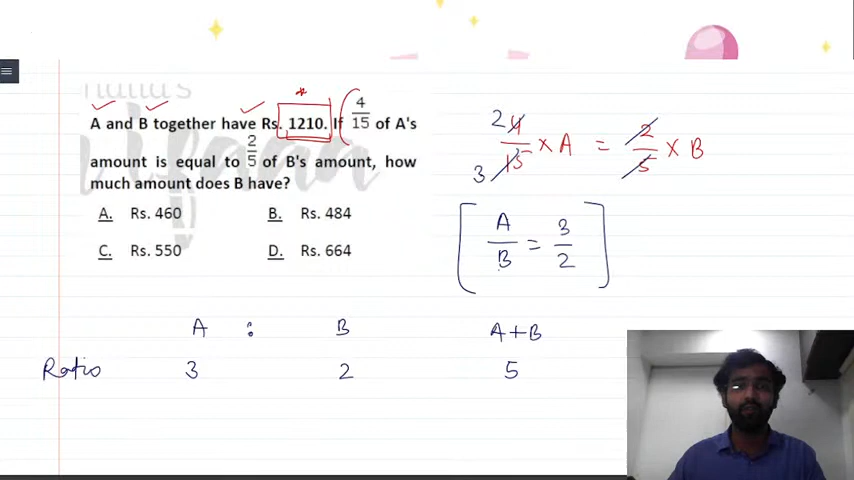 A and B together have Rs. 1210. If 4/15 of A's
amount is equal to 2/5 of B's amount, how
much amount does B have?
A. Rs. 460
B. Rs. 484
C. Rs. 550
D. Rs. 664
2 4/15 3 × A = 2/5 × B
A/B = 3/2
A : B A+B
Ratio 3 2 5